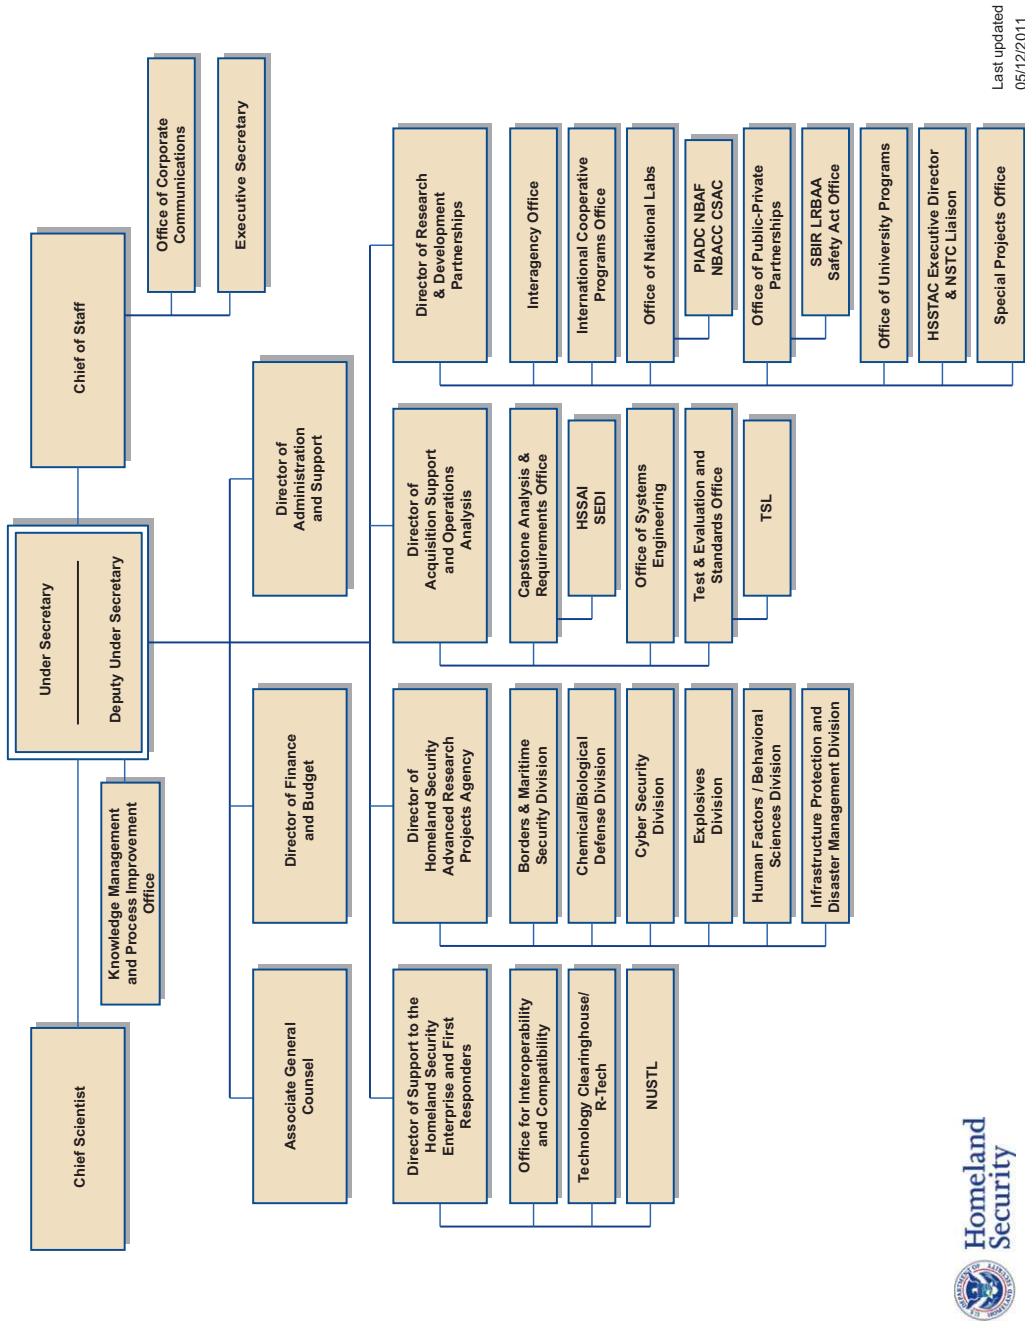 Under Secretary
Deputy Under Secretary
Chief Scientist
Chief of Staff
Knowledge Management
and Process Improvement
Office
Office of Corporate
Communications
Executive Secretary
Associate General
Counsel
Director of Finance
and Budget
Director of
Administration
and Support
Director of Support to the
Homeland Security
Enterprise and First
Responders
Office for Interoperability
and Compatibility
Technology Clearinghouse/
R-Tech
NUSTL
Director of
Homeland Security
Advanced Research
Projects Agency
Borders & Maritime
Security Division
Chemical/Biological
Defense Division
Cyber Security
Division
Explosives
Division
Human Factors / Behavioral
Sciences Division
Infrastructure Protection and
Disaster Management Division
Director of
Acquisition Support
and Operations
Analysis
Capstone Analysis &
Requirements Office
HSSAI
SEDI
Office of Systems
Engineering
Test & Evaluation and
Standards Office
TSL
Director of Research
& Development
Partnerships
Interagency Office
International Cooperative
Programs Office
Office of National Labs
PIADC NBAF
NBACC CSAC
Office of Public-Private
Partnerships
SBIR LRBAA
Safety Act Office
Office of University Programs
HSSTAC Executive Director
& NSTC Liaison
Special Projects Office
Homeland
Security
Last updated
05/12/2011